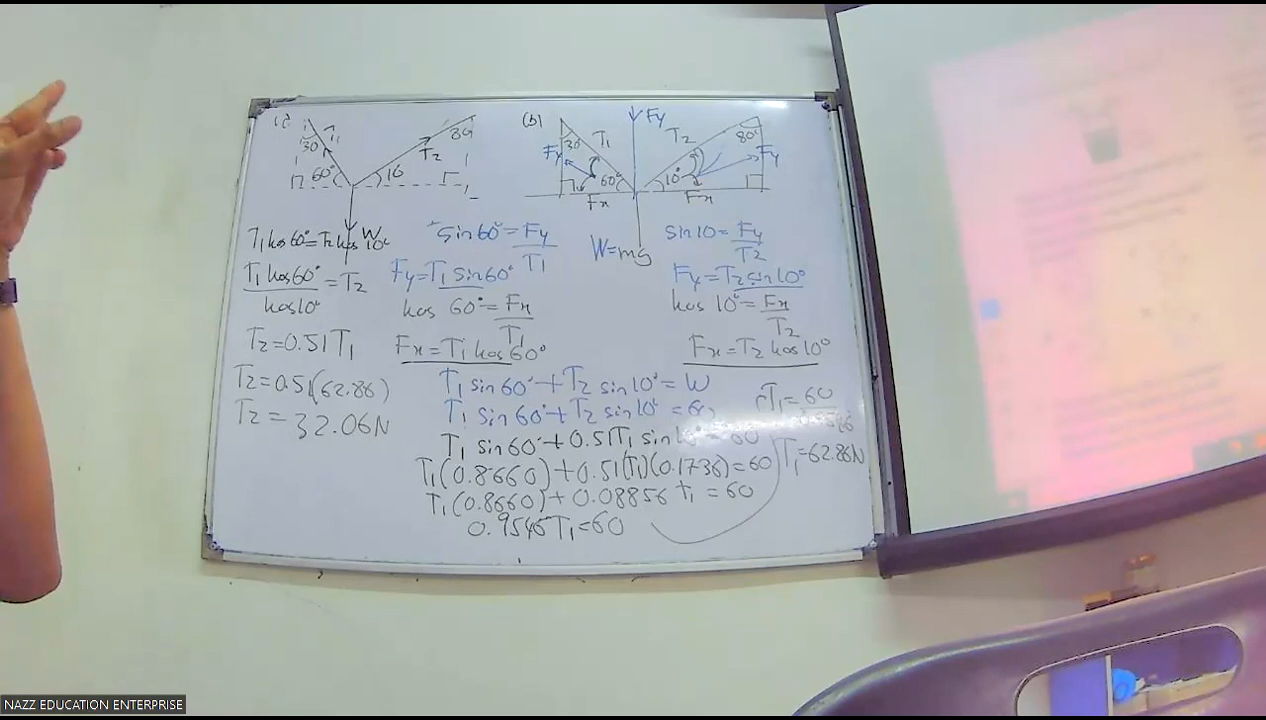 30° T₁ T₂ 80
60° 10
W
(b) Fy
30 T₁ T₂ 80°
Fy 60° 10° Fy
Fx Fx
W=mg
T₁ kos 60° = T₂ kos 10°
T₁ kos 60° / kos 10° = T₂
T₂ = 0.51 T₁
T₂ = 0.51(62.86)
T₂ = 32.06N
sin 60° = Fy / T₁
Fy = T₁ sin 60°
kos 60° = Fx / T₁
Fx = T₁ kos 60°
sin 10 = Fy / T₂
Fy = T₂ sin 10°
kos 10° = Fx / T₂
Fx = T₂ kos 10°
T₁ sin 60° + T₂ sin 10° = W
T₁ sin 60° + T₂ sin 10° = 60
T₁ sin 60° + 0.51T₁ sin 10° = 60
T₁(0.8660) + 0.51(T₁)(0.1736) = 60
T₁(0.8660) + 0.08856 T₁ = 60
0.9546 T₁ = 60
T₁ = 60
T₁ = 62.86N
NAZZ EDUCATION ENTERPRISE